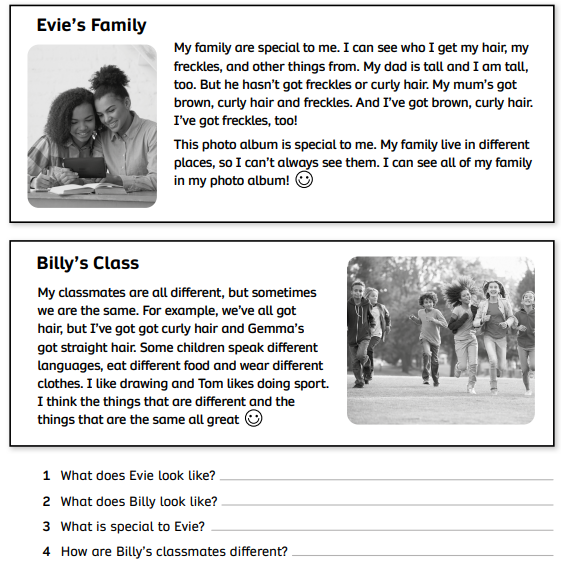 Evie's Family
My family are special to me. I can see who I get my hair, my
freckles, and other things from. My dad is tall and I am tall,
too. But he hasn't got freckles or curly hair. My mum's got
brown, curly hair and freckles. And I've got brown, curly hair.
I've got freckles, too!
This photo album is special to me. My family live in different
places, so I can't always see them. I can see all of my family
in my photo album!
Billy's Class
My classmates are all different, but sometimes
we are the same. For example, we've all got
hair, but I've got got curly hair and Gemma's
got straight hair. Some children speak different
languages, eat different food and wear different
clothes. I like drawing and Tom likes doing sport.
I think the things that are different and the
things that are the same all great
1 What does Evie look like?
2 What does Billy look like?
3 What is special to Evie?
4 How are Billy's classmates different?